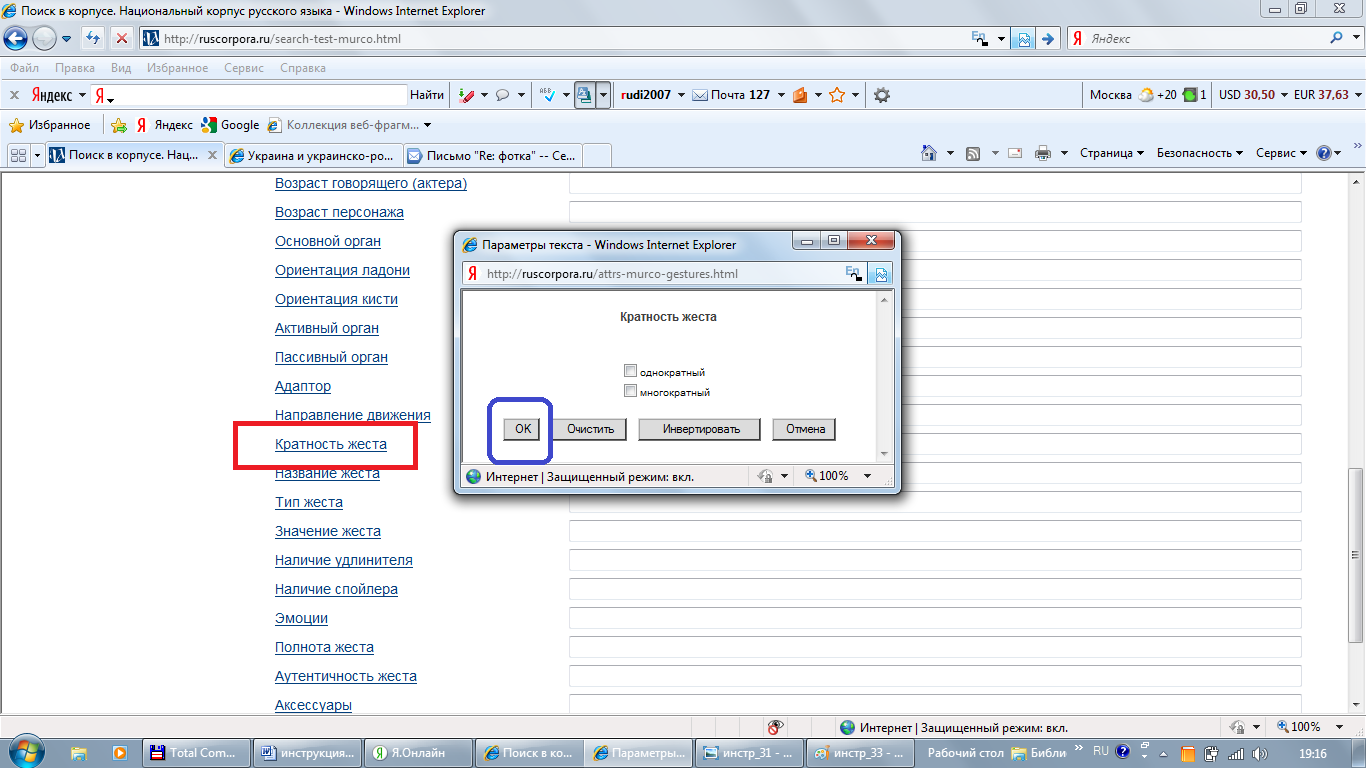 Поиск в корпусе. Национальный корпус русского языка - Windows Internet Explorer
http://ruscorpora.ru/search-test-murco.html
En
Я Яндекс
Файл Правка Вид Избранное Сервис Справка
x Яндекс Я Найти ABC rudi2007 Почта 127 Москва +20 1 USD 30,50 EUR 37,63
Избранное Я Яндекс Google Коллекция веб-фрагм...
Поиск в корпусе. Нац... x Украина и украинско-ро... Письмо "Re: фотка" -- Се... Страница Безопасность Сервис
Возраст говорящего (актера)
Возраст персонажа
Основной орган
Ориентация ладони
Ориентация кисти
Активный орган
Пассивный орган
Адаптор
Направление движения
Кратность жеста
Название жеста
Тип жеста
Значение жеста
Наличие удлинителя
Наличие спойлера
Эмоции
Полнота жеста
Аутентичность жеста
Аксессуары
Параметры текста - Windows Internet Explorer
Я http://ruscorpora.ru/attrs-murco-gestures.html En
Кратность жеста
однократный
многократный
OK Очистить Инвертировать Отмена
Интернет | Защищенный режим: вкл. 100%
Интернет | Защищенный режим: вкл. 100%
Total Com... инструкция... Я.Онлайн Поиск в ко... Параметры... инстр_31 - ... инстр_33 - ... Рабочий стол Библи » RU 19:16